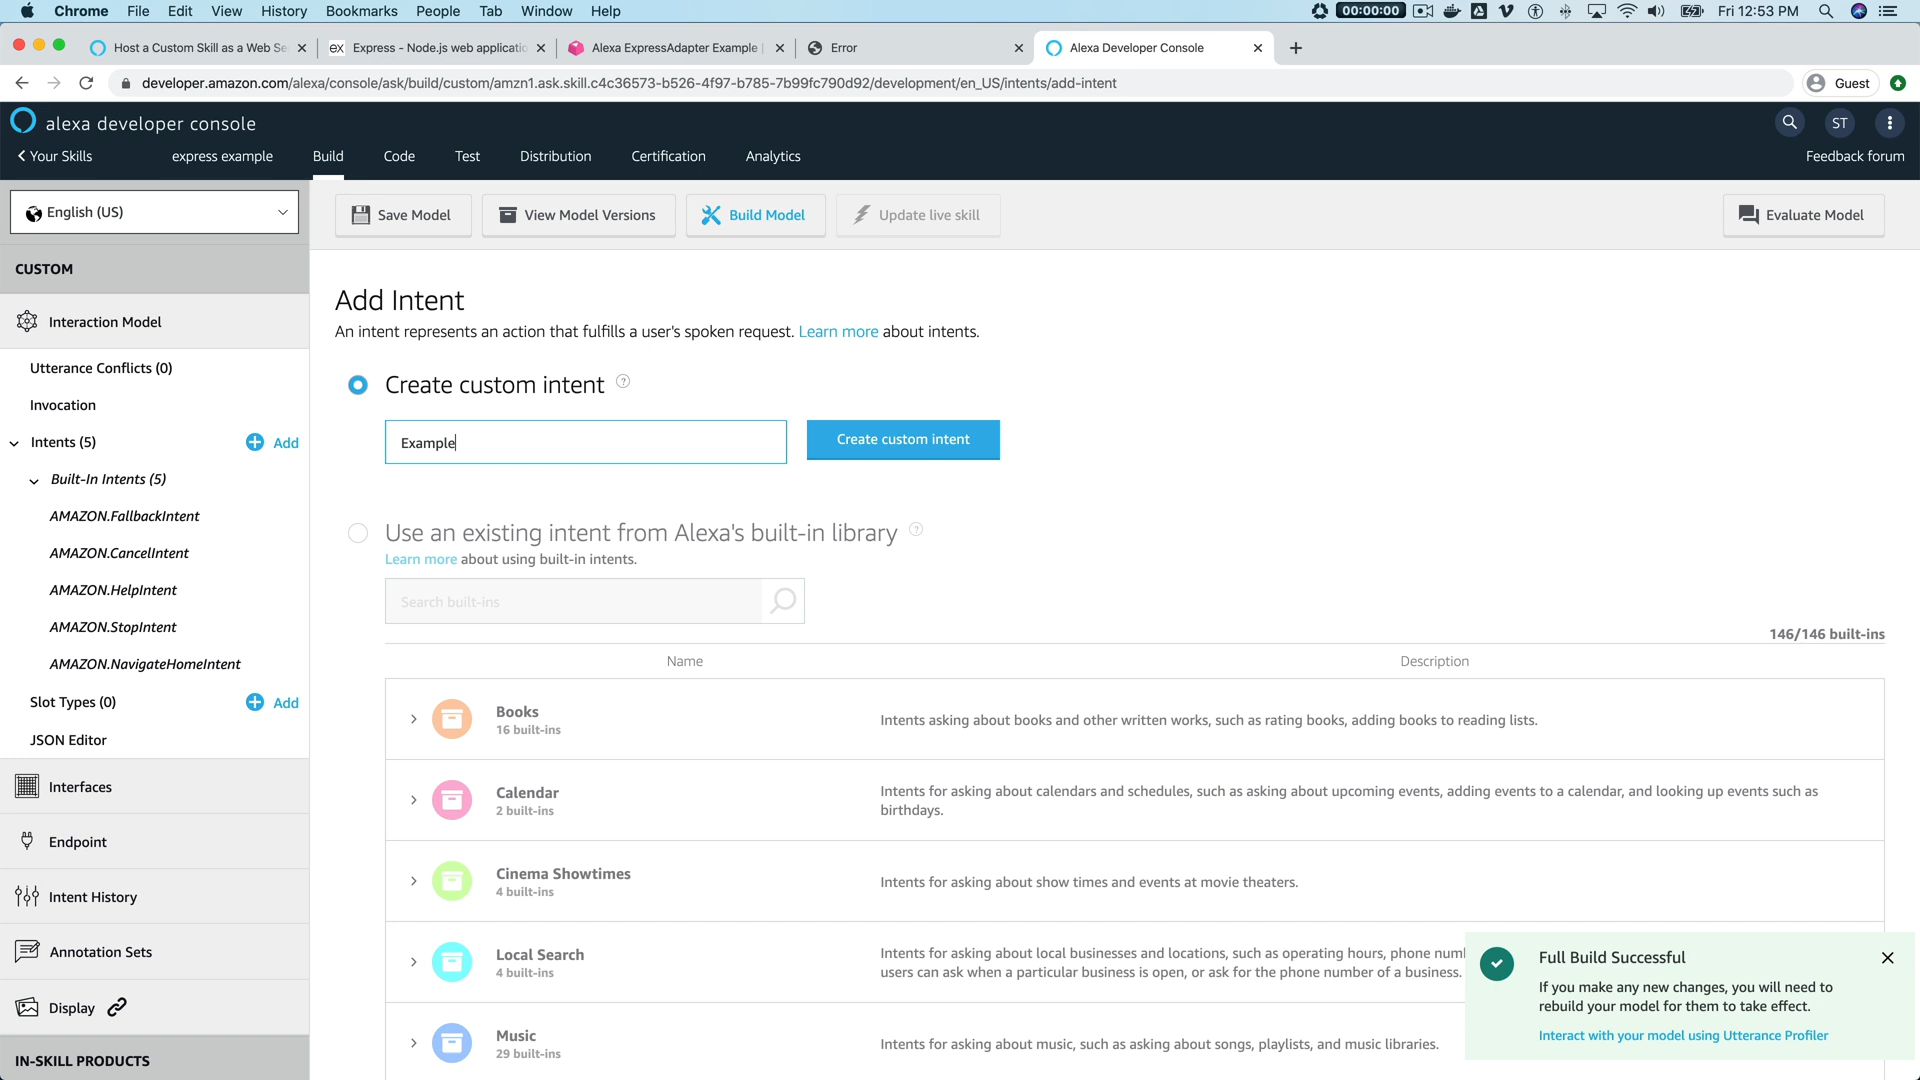 Chrome File Edit View History Bookmarks People Tab Window Help 00:00:00 Fri 12:53 PM
Host a Custom Skill as a Web Se
ex Express - Node.js web applicatio
Alexa ExpressAdapter Example |
Error
Alexa Developer Console
developer.amazon.com/alexa/console/ask/build/custom/amzn1.ask.skill.c4c36573-b526-4f97-b785-7b99fc790d92/development/en_US/intents/add-intent
Guest
alexa developer console
ST
Your Skills
express example
Build
Code
Test
Distribution
Certification
Analytics
Feedback forum
English (US)
Save Model
View Model Versions
Build Model
Update live skill
Evaluate Model
CUSTOM
Interaction Model
Utterance Conflicts (0)
Invocation
Intents (5)
Add
Built-In Intents (5)
AMAZON.FallbackIntent
AMAZON.CancelIntent
AMAZON.HelpIntent
AMAZON.StopIntent
AMAZON.NavigateHomeIntent
Slot Types (0)
Add
JSON Editor
Interfaces
Endpoint
Intent History
Annotation Sets
Display
IN-SKILL PRODUCTS
Add Intent
An intent represents an action that fulfills a user's spoken request. Learn more about intents.
Create custom intent ?
Example
Create custom intent
Use an existing intent from Alexa's built-in library ?
Learn more about using built-in intents.
Search built-ins
146/146 built-ins
Name
Description
Books
16 built-ins
Intents asking about books and other written works, such as rating books, adding books to reading lists.
Calendar
2 built-ins
Intents for asking about calendars and schedules, such as asking about upcoming events, adding events to a calendar, and looking up events such as
birthdays.
Cinema Showtimes
4 built-ins
Intents for asking about show times and events at movie theaters.
Local Search
4 built-ins
Intents for asking about local businesses and locations, such as operating hours, phone numb
users can ask when a particular business is open, or ask for the phone number of a business.
Music
29 built-ins
Intents for asking about music, such as asking about songs, playlists, and music libraries.
Full Build Successful
If you make any new changes, you will need to
rebuild your model for them to take effect.
Interact with your model using Utterance Profiler